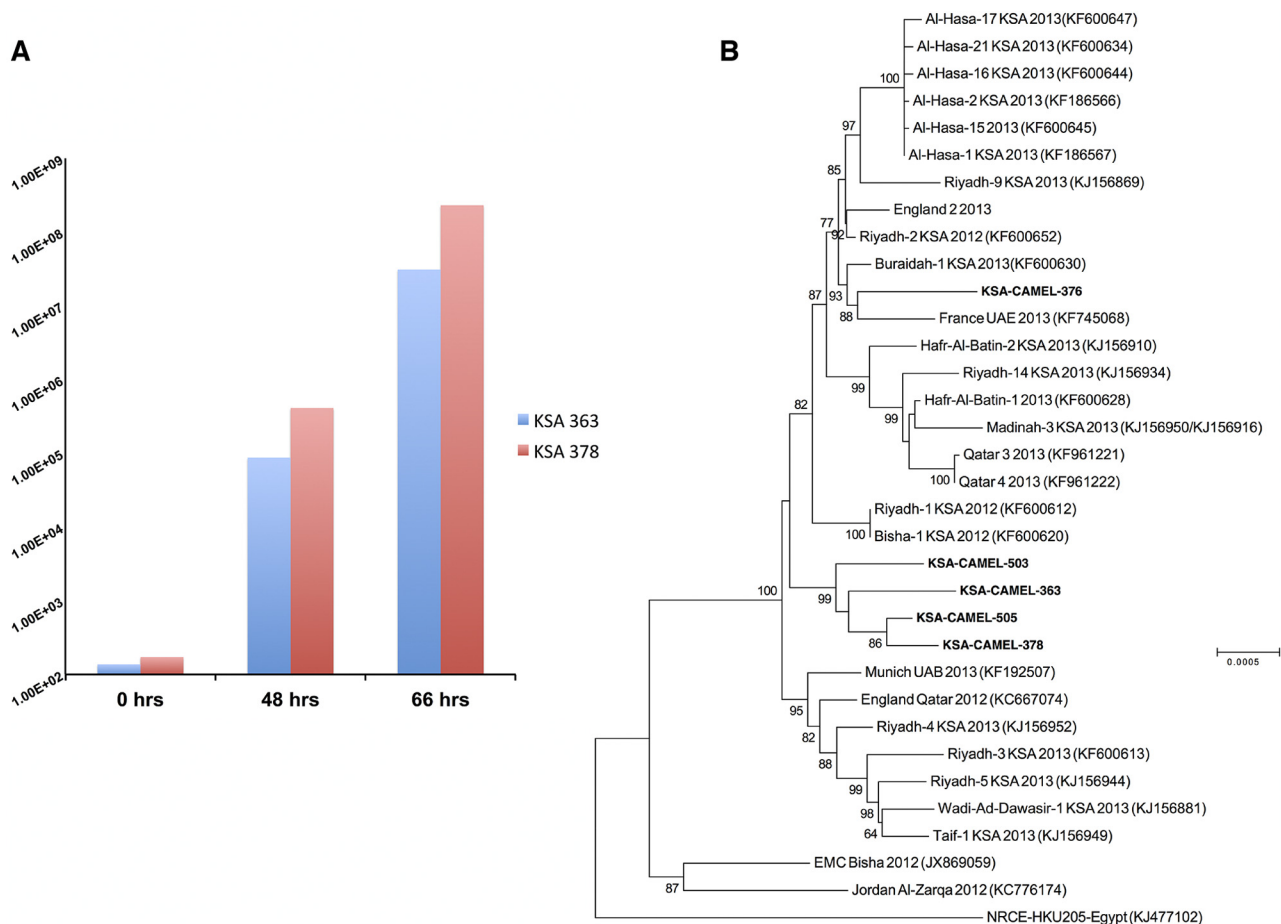 A
1.00E+09
1.00E+08
1.00E+07
1.00E+06
1.00E+05
1.00E+04
1.00E+03
1.00E+02
0 hrs
48 hrs
66 hrs
KSA 363
KSA 378
B
Al-Hasa-17 KSA 2013(KF600647)
Al-Hasa-21 KSA 2013 (KF600634)
Al-Hasa-16 KSA 2013 (KF600644)
100
Al-Hasa-2 KSA 2013 (KF186566)
97
Al-Hasa-15 2013 (KF600645)
Al-Hasa-1 KSA 2013 (KF186567)
85
Riyadh-9 KSA 2013 (KJ156869)
England 2 2013
77
92
Riyadh-2 KSA 2012 (KF600652)
Buraidah-1 KSA 2013(KF600630)
KSA-CAMEL-376
87
93
88
France UAE 2013 (KF745068)
Hafr-Al-Batin-2 KSA 2013 (KJ156910)
Riyadh-14 KSA 2013 (KJ156934)
99
Hafr-Al-Batin-1 2013 (KF600628)
82
99
Madinah-3 KSA 2013 (KJ156950/KJ156916)
Qatar 3 2013 (KF961221)
100
Qatar 4 2013 (KF961222)
Riyadh-1 KSA 2012 (KF600612)
100
Bisha-1 KSA 2012 (KF600620)
KSA-CAMEL-503
100
99
KSA-CAMEL-363
KSA-CAMEL-505
86
KSA-CAMEL-378
0.0005
Munich UAB 2013 (KF192507)
England Qatar 2012 (KC667074)
95
Riyadh-4 KSA 2013 (KJ156952)
82
Riyadh-3 KSA 2013 (KF600613)
88
Riyadh-5 KSA 2013 (KJ156944)
99
Wadi-Ad-Dawasir-1 KSA 2013 (KJ156881)
98
64
Taif-1 KSA 2013 (KJ156949)
EMC Bisha 2012 (JX869059)
87
Jordan Al-Zarqa 2012 (KC776174)
NRCE-HKU205-Egypt (KJ477102)